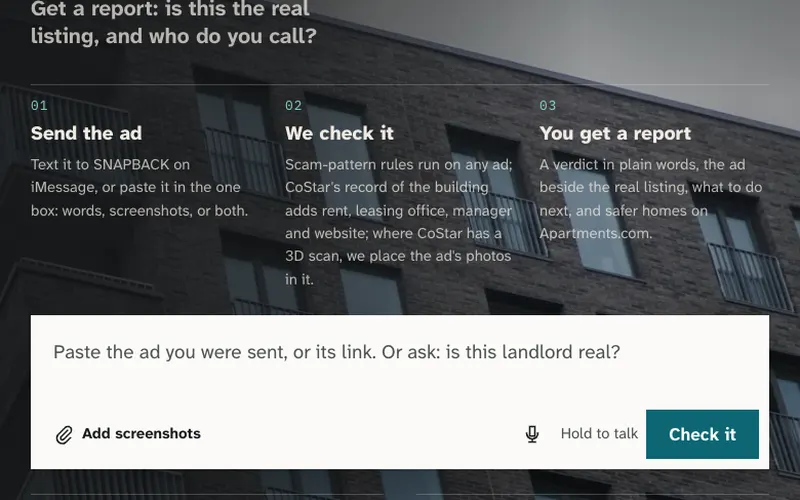 Get a report: is this the real
listing, and who do you call?
01
Send the ad
Text it to SNAPBACK on
iMessage, or paste it in the one
box: words, screenshots, or both.
02
We check it
Scam-pattern rules run on any ad;
CoStar's record of the building
adds rent, leasing office, manager
and website; where CoStar has a
3D scan, we place the ad's photos
in it.
03
You get a report
A verdict in plain words, the ad
beside the real listing, what to do
next, and safer homes on
Apartments.com.
Paste the ad you were sent, or its link. Or ask: is this landlord real?
Add screenshots
Hold to talk
Check it